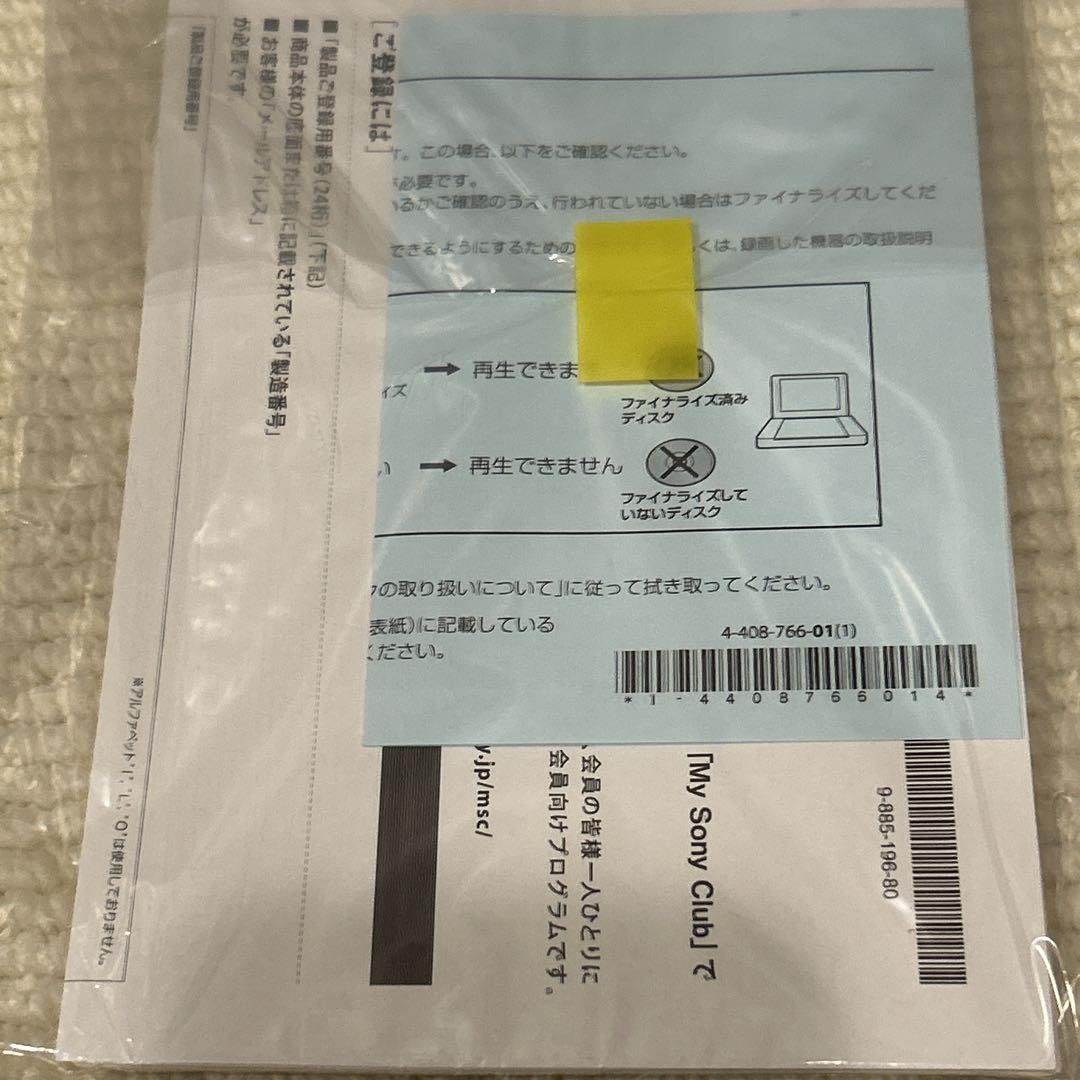 す。この場合、以下をご確認ください。
必要です。
いるかご確認のうえ、行われていない場合はファイナライズしてくだ
できるようにするための
くは、録画した機器の取扱説明
イズ
→ 再生できま
ファイナライズ済み
ディスク
い
→ 再生できません
ファイナライズして
いないディスク
クの取り扱いについて」に従って拭き取ってください。
表紙)に記載している
ください。
4-408-766-01(1)
*1-4408766014*
[ご登録には]
■「製品ご登録用番号(24桁)」(下記)
■ 商品本体の底面または横に記載されている「製造番号」
■ お客様の「メールアドレス」
が必要です。
「製品ご登録用番号」
※アルファベット"I", "L", "O"は使用しておりません。
9-885-196-80
「My Sony Club」で
、会員の皆様一人ひとりに
会員向けプログラムです。
y.jp/msc/